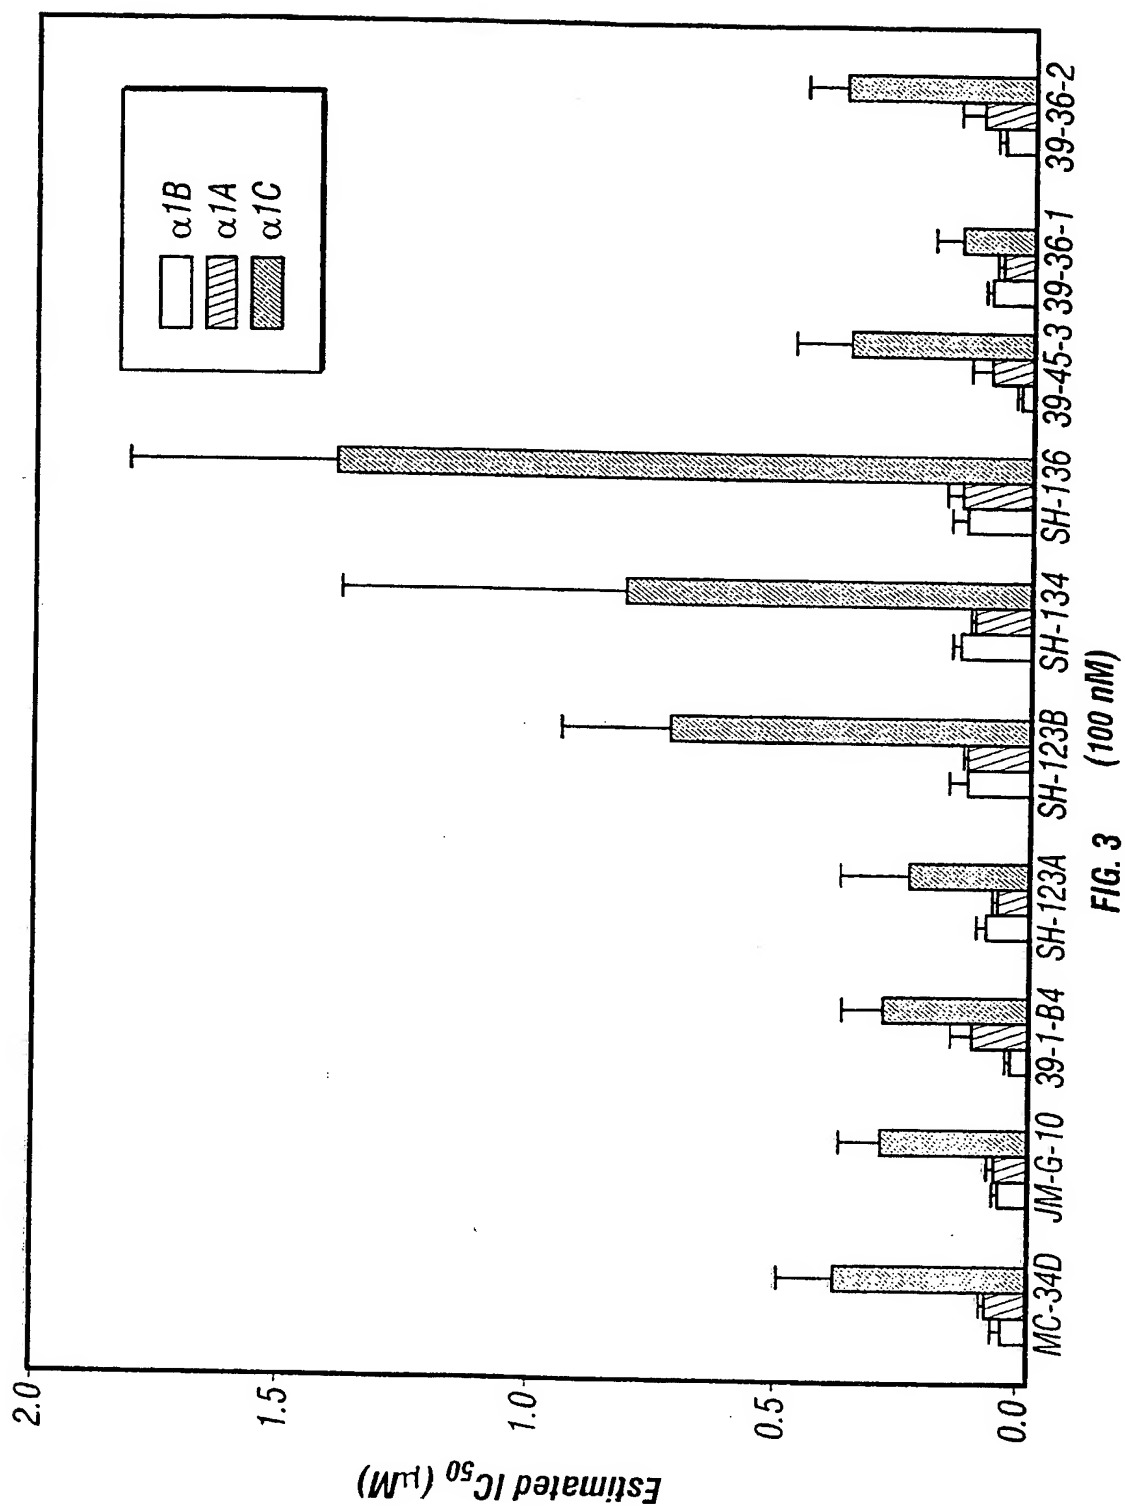 Estimated IC50 (μM)
2.0
1.5
1.0
0.5
0.0
α1B
α1A
α1C
MC-34D
JM-G-10
39-1-B4
SH-123A
SH-123B
SH-134
SH-136
39-45-3
39-36-1
39-36-2
(100 nM)
FIG. 3